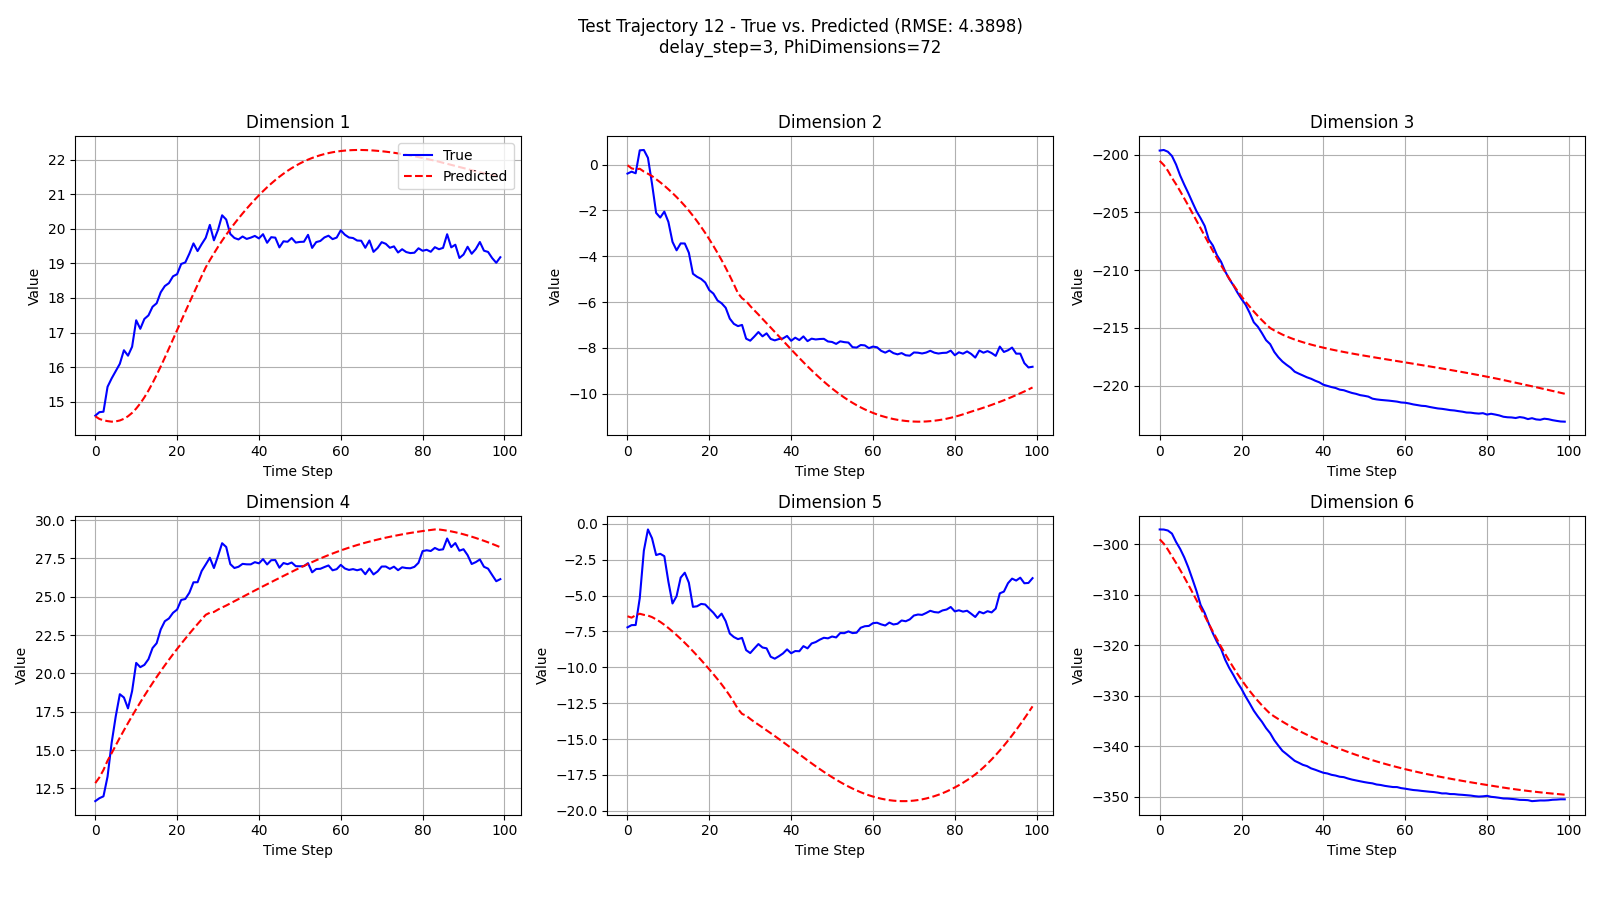 Test Trajectory 12 - True vs. Predicted (RMSE: 4.3898)
delay_step=3, PhiDimensions=72
Dimension 1
True
Predicted
22
21
20
19
18
17
16
15
Value
0 20 40 60 80 100
Time Step
Dimension 2
0
−2
−4
−6
−8
−10
Value
0 20 40 60 80 100
Time Step
Dimension 3
−200
−205
−210
−215
−220
Value
0 20 40 60 80 100
Time Step
Dimension 4
30.0
27.5
25.0
22.5
20.0
17.5
15.0
12.5
Value
0 20 40 60 80 100
Time Step
Dimension 5
0.0
−2.5
−5.0
−7.5
−10.0
−12.5
−15.0
−17.5
−20.0
Value
0 20 40 60 80 100
Time Step
Dimension 6
−300
−310
−320
−330
−340
−350
Value
0 20 40 60 80 100
Time Step